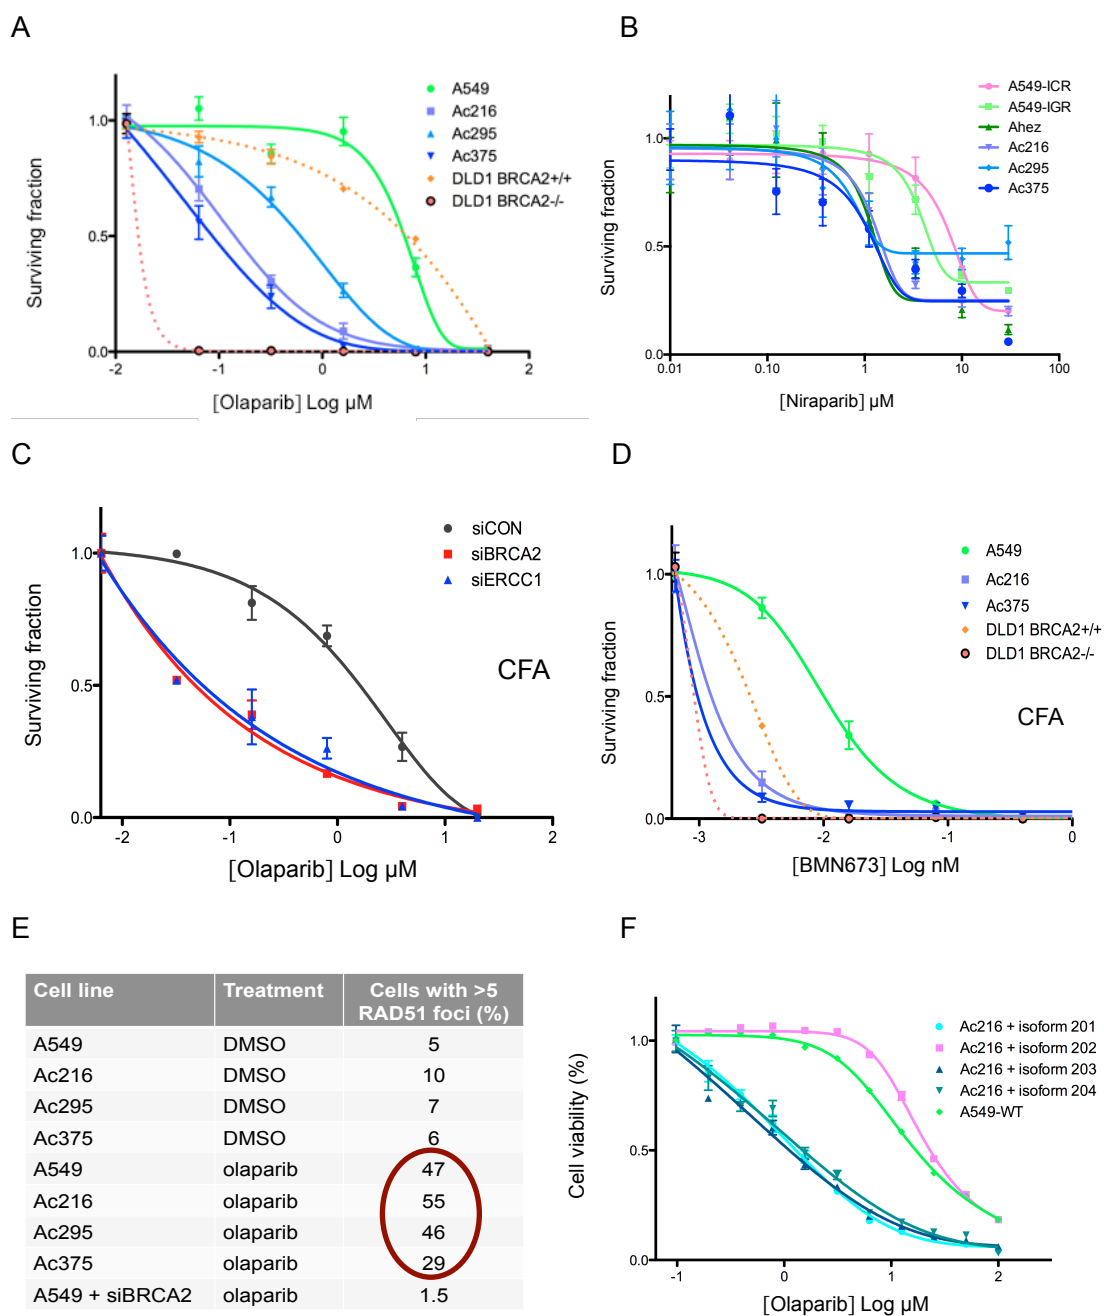 A
B
A549
Ac216
Ac295
Ac375
DLD1 BRCA2+/+
DLD1 BRCA2-/-
Surviving fraction
1.0
0.5
0.0
-2
-1
0
1
2
[Olaparib] Log µM
A549-ICR
A549-IGR
Ahez
Ac216
Ac295
Ac375
Surviving fraction
1.0
0.5
0.0
0.01
0.10
1
10
100
[Niraparib] µM
C
D
siCON
siBRCA2
siERCC1
CFA
Surviving fraction
1.0
0.5
0.0
-2
-1
0
1
[Olaparib] Log µM
A549
Ac216
Ac375
DLD1 BRCA2+/+
DLD1 BRCA2-/-
CFA
Surviving fraction
1.0
0.5
0.0
-3
-2
-1
0
[BMN673] Log nM
E
F
Cell line Treatment Cells with >5
RAD51 foci (%)
A549 DMSO 5
Ac216 DMSO 10
Ac295 DMSO 7
Ac375 DMSO 6
A549 olaparib 47
Ac216 olaparib 55
Ac295 olaparib 46
Ac375 olaparib 29
A549 + siBRCA2 olaparib 1.5
Ac216 + isoform 201
Ac216 + isoform 202
Ac216 + isoform 203
Ac216 + isoform 204
A549-WT
Cell viability (%)
1.0
0.5
0.0
-1
0
1
2
[Olaparib] Log µM